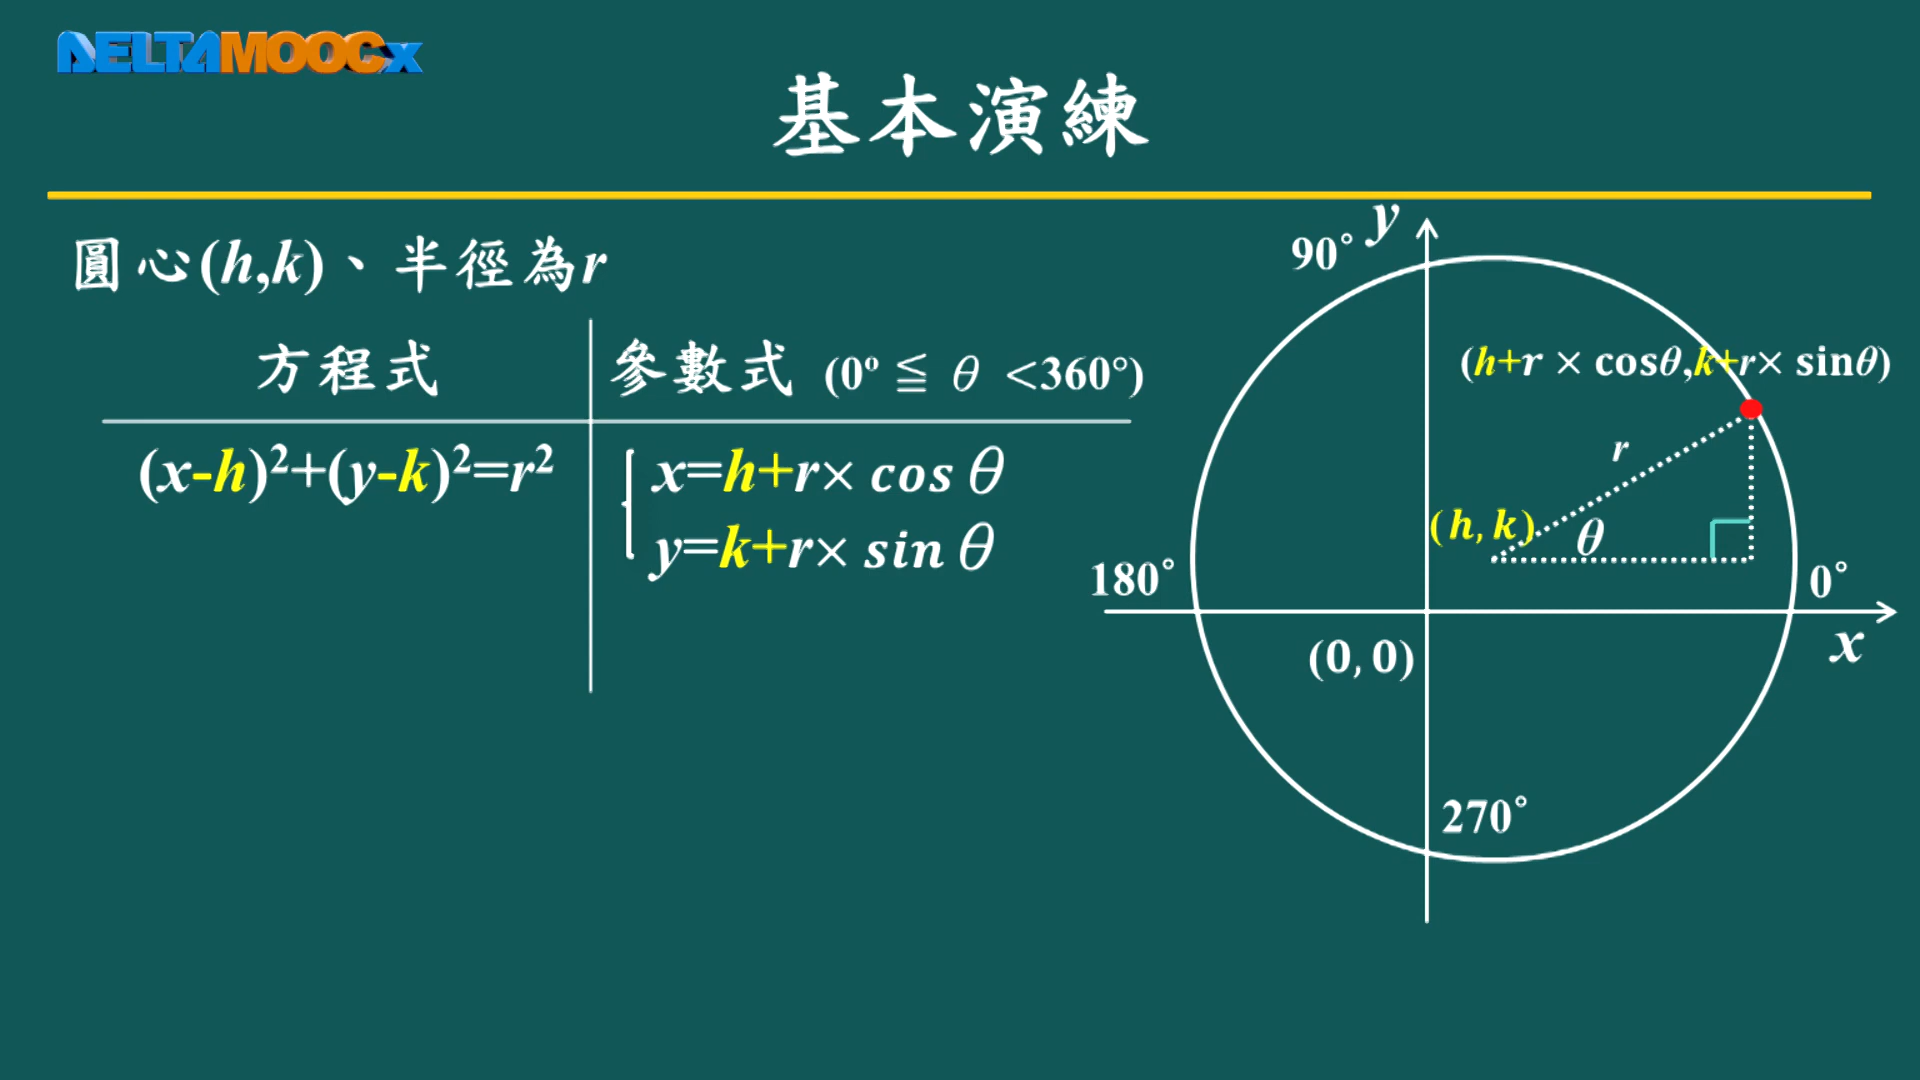 DELTAMOOCx
基本演練
圓心(h,k)、半徑為r
方程式
參數式 (0º ≦ θ <360°)
(x-h)²+(y-k)²=r²
x=h+r× cos θ
y=k+r× sin θ
y
90°
(h+r × cosθ,k+r× sinθ)
r
(h, k)
θ
180°
0°
(0, 0)
x
270°